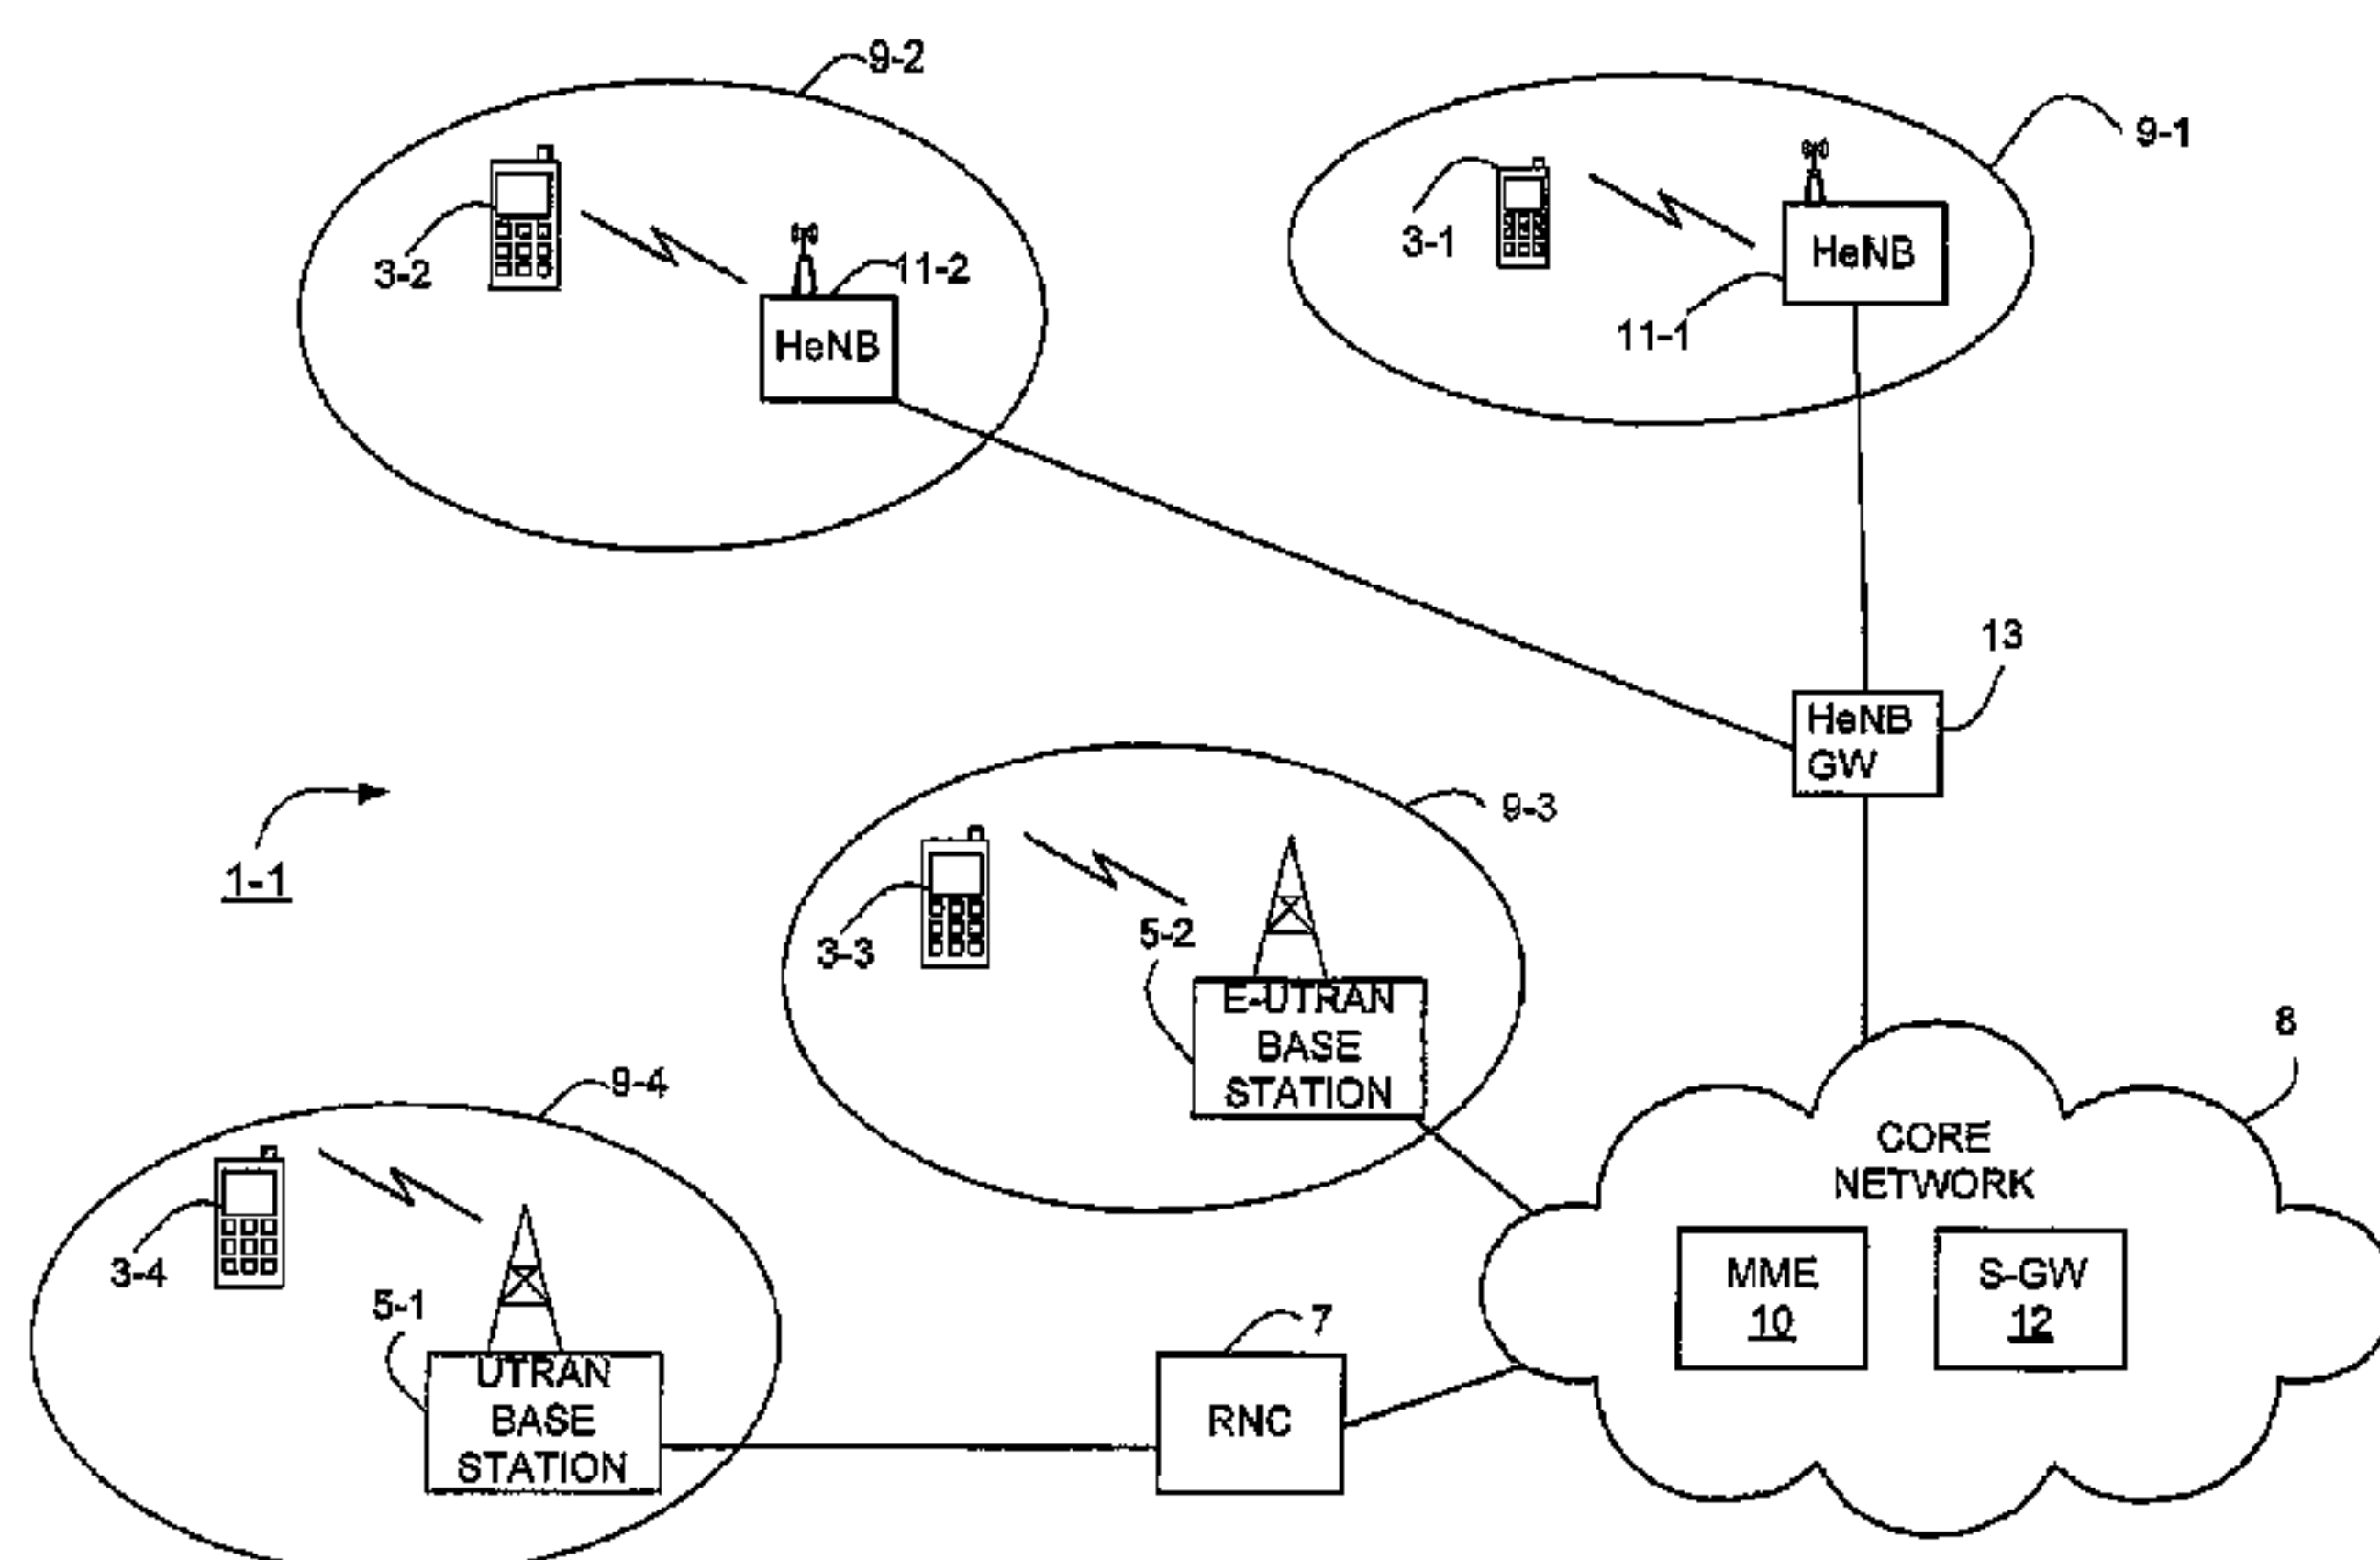 9-2
9-1
3-2
11-2
HeNB
3-1
HeNB
11-1
13
HeNB
GW
1-1
9-3
3-3
5-2
E-UTRAN
BASE
STATION
8
9-4
3-4
5-1
UTRAN
BASE
STATION
7
RNC
CORE
NETWORK
MME
10
S-GW
12